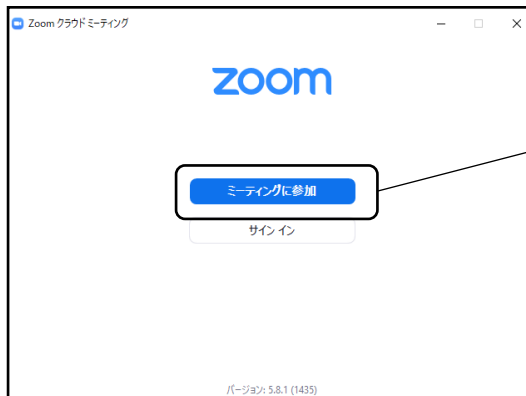 Zoom クラウド ミーティング
zoom
ミーティングに参加
サイン イン
バージョン: 5.8.1 (1435)